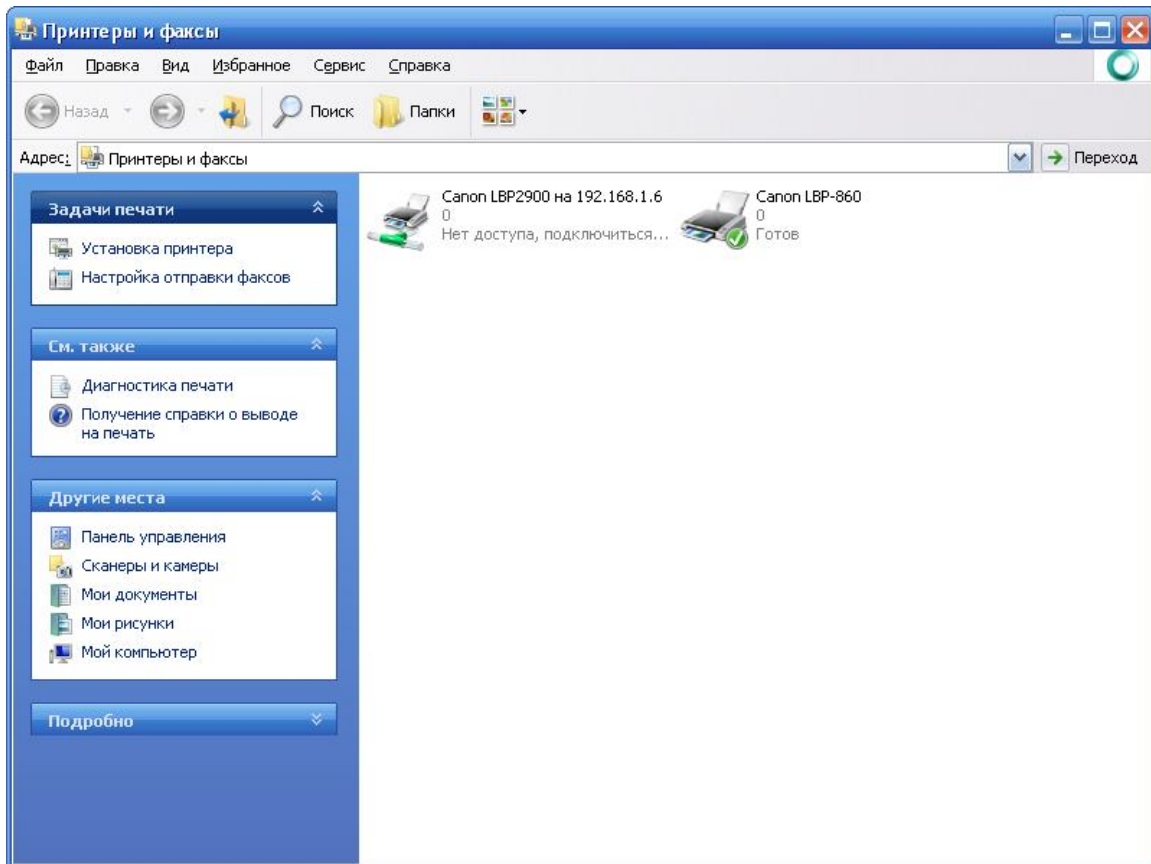 Принтеры и факсы
Файл Правка Вид Избранное Сервис Справка
Назад Поиск Папки
Адрес: Принтеры и факсы Переход
Задачи печати
Установка принтера
Настройка отправки факсов
См. также
Диагностика печати
Получение справки о выводе
на печать
Другие места
Панель управления
Сканеры и камеры
Мои документы
Мои рисунки
Мой компьютер
Подробно
Canon LBP2900 на 192.168.1.6
0
Нет доступа, подключиться...
Canon LBP-860
0
Готов